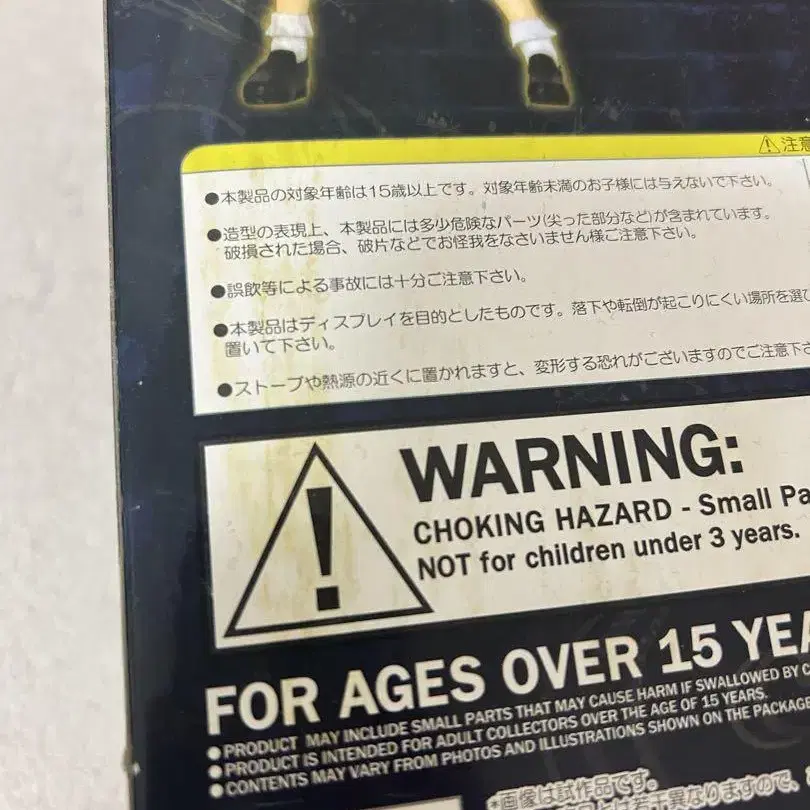 ⚠注意
●本製品の対象年齢は15歳以上です。対象年齢未満のお子様には与えないで下さい。
●造型の表現上、本製品には多少危険なパーツ(尖った部分など)が含まれています。
破損された場合、破片などでお怪我をなさいません様ご注意下さい。
●誤飲等による事故には十分ご注意下さい。
●本製品はディスプレイを目的としたものです。落下や転倒が起こりにくい場所を選び
置いて下さい。
●ストーブや熱源の近くに置かれますと、変形する恐れがございますのでご注意下さ
WARNING:
CHOKING HAZARD - Small Pa
NOT for children under 3 years.
FOR AGES OVER 15 YEA
●PRODUCT MAY INCLUDE SMALL PARTS THAT MAY CAUSE HARM IF SWALLOWED BY C
●PRODUCT IS INTENDED FOR ADULT COLLECTORS OVER THE AGE OF 15 YEARS.
●CONTENTS MAY VARY FROM PHOTOS AND ILLUSTRATIONS SHOWN ON THE PACKAGE
*画像は試作品です。
異なりますので、